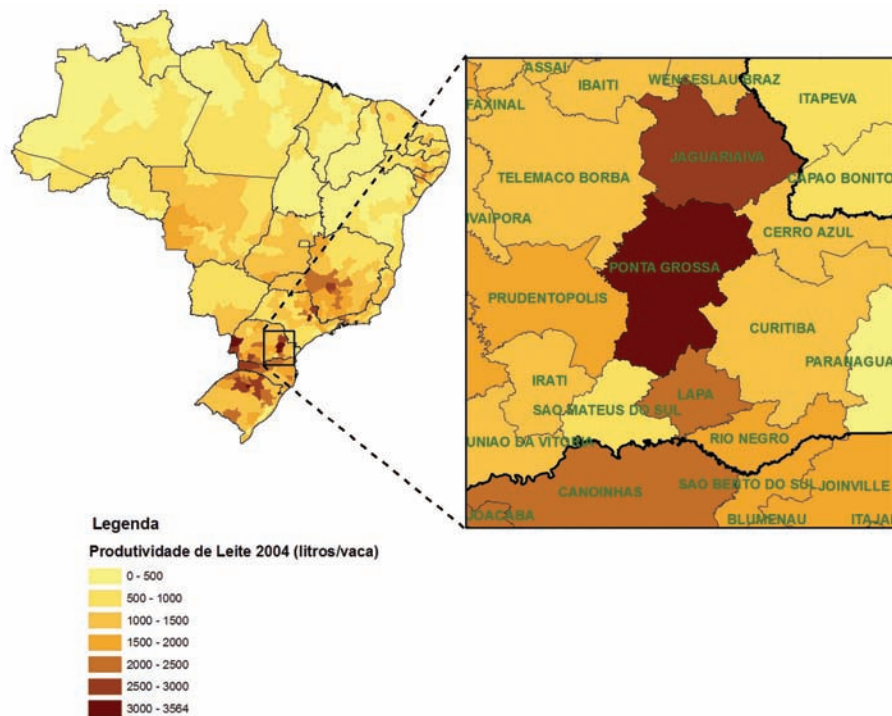 ASSAI
IBAITI
WENCESLAU BRAZ
FAXINAL
ITAPEVA
JAGUARIAIVA
TELEMACO BORBA
CAPAO BONITO
IVAIPORA
CERRO AZUL
PONTA GROSSA
PRUDENTOPOLIS
CURITIBA
PARANAGUA
IRATI
LAPA
SAO MATEUS DO SUL
UNIAO DA VITORIA
RIO NEGRO
CANOINHAS
SAO BENTO DO SUL
JOINVILLE
JOACABA
BLUMENAU
ITAJAI
Legenda
Produtividade de Leite 2004 (litros/vaca)
0 - 500
500 - 1000
1000 - 1500
1500 - 2000
2000 - 2500
2500 - 3000
3000 - 3564